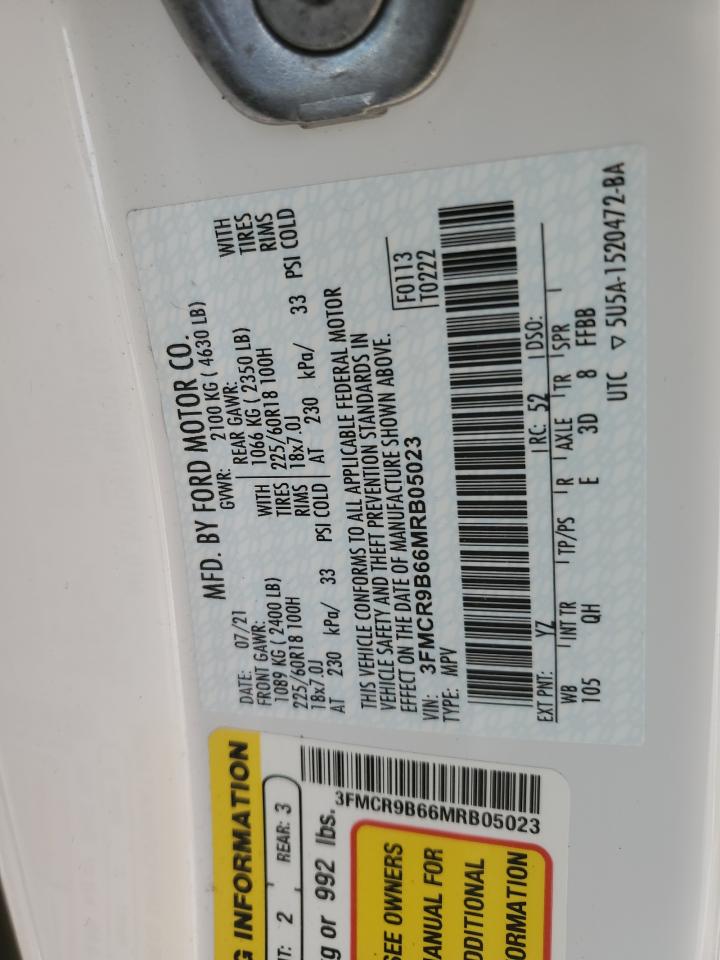 MFD. BY FORD MOTOR CO.
DATE: 07/21 GVWR: 2100 KG ( 4630 LB)
FRONT GAWR: REAR GAWR:
1089 KG ( 2400 LB) WITH 1066 KG ( 2350 LB) WITH
225/60R18 100H TIRES 225/60R18 100H TIRES
18x7.0J RIMS 18x7.0J RIMS
AT 230 kPa/ 33 PSI COLD AT 230 kPa/ 33 PSI COLD
THIS VEHICLE CONFORMS TO ALL APPLICABLE FEDERAL MOTOR
VEHICLE SAFETY AND THEFT PREVENTION STANDARDS IN
EFFECT ON THE DATE OF MANUFACTURE SHOWN ABOVE.
VIN: 3FMCR9B66MRB05023 F0113
TYPE: MPV T0222
EXT PNT: YZ RC: 52 DSO:
WB INT TR TP/PS R AXLE TR SPR
105 QH E 3D 8 FFBB
UTC ▽ 5U5A-1520472-BA
G INFORMATION
2 REAR: 3
3FMCR9B66MRB05023
kg or 992 lbs.
SEE OWNERS
MANUAL FOR
ADDITIONAL
INFORMATION